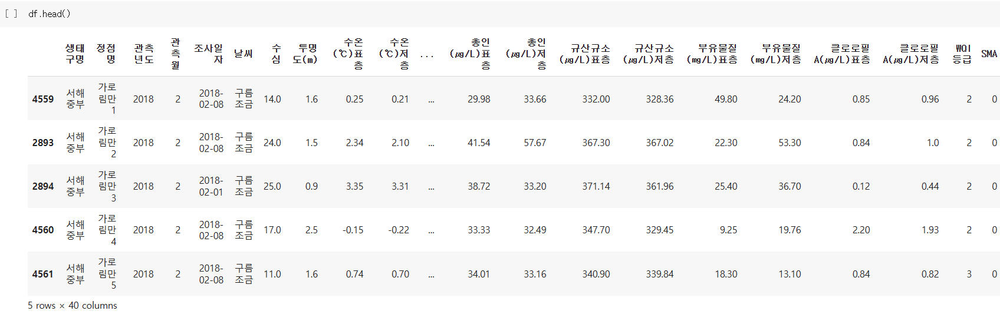 [ ] df.head()
생태구명 정점명 관측년도 관측월 조사일자 날씨 수심 투명도(m) 수온(℃)표층 수온(℃)저층 ... 총인(㎍/L)표층 총인(㎍/L)저층 규산규소(㎍/L)표층 규산규소(㎍/L)저층 부유물질(mg/L)표층 부유물질(mg/L)저층 클로로필A(㎍/L)표층 클로로필A(㎍/L)저층 WQI등급 SMA
4559 서해중부 가로림만1 2018 2 2018-02-08 구름조금 14.0 1.6 0.25 0.21 ... 29.98 33.66 332.00 328.36 49.80 24.20 0.85 0.96 2 0
2893 서해중부 가로림만2 2018 2 2018-02-08 구름조금 24.0 1.5 2.34 2.10 ... 41.54 57.67 367.30 367.02 22.30 53.30 0.84 1.0 2 0
2894 서해중부 가로림만3 2018 2 2018-02-01 구름조금 25.0 0.9 3.35 3.31 ... 38.72 33.20 371.14 361.96 25.40 36.70 0.12 0.44 2 0
4560 서해중부 가로림만4 2018 2 2018-02-08 구름조금 17.0 2.5 -0.15 -0.22 ... 33.33 32.49 347.70 329.45 9.25 19.76 2.20 1.93 2 0
4561 서해중부 가로림만5 2018 2 2018-02-08 구름조금 11.0 1.6 0.74 0.70 ... 34.01 33.16 340.90 339.84 18.30 13.10 0.84 0.82 3 0
5 rows × 40 columns